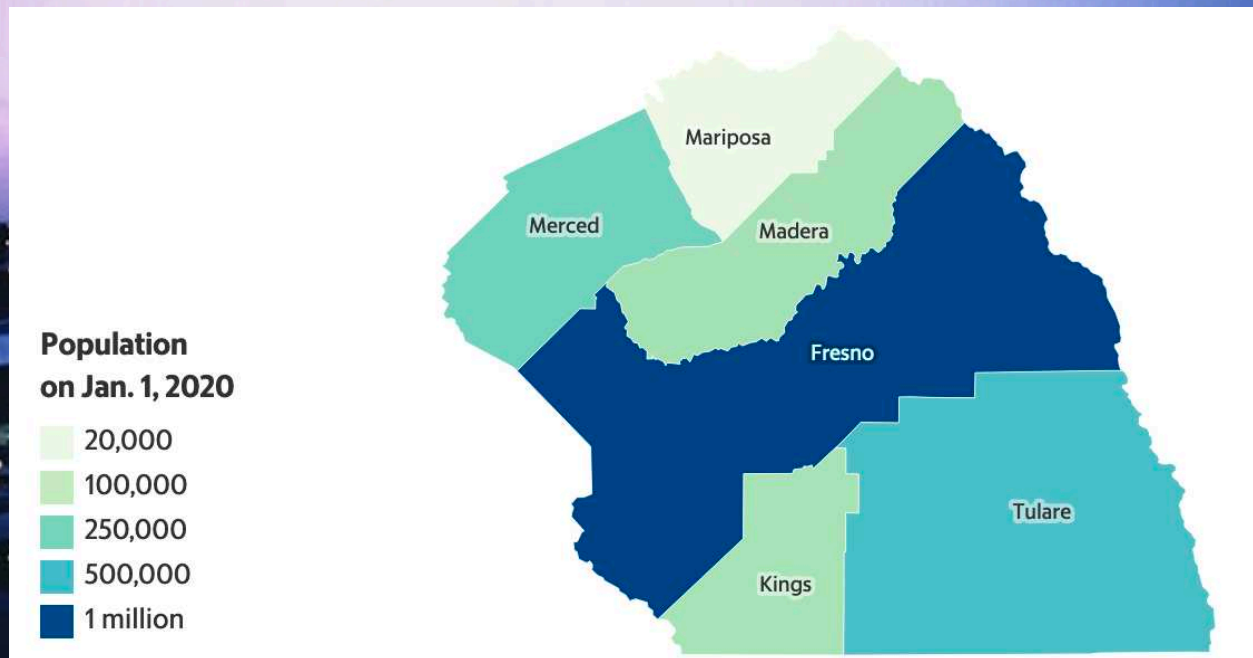 Mariposa
Merced
Madera
Population
on Jan. 1, 2020
Fresno
20,000
100,000
250,000
Tulare
500,000
Kings
1 million